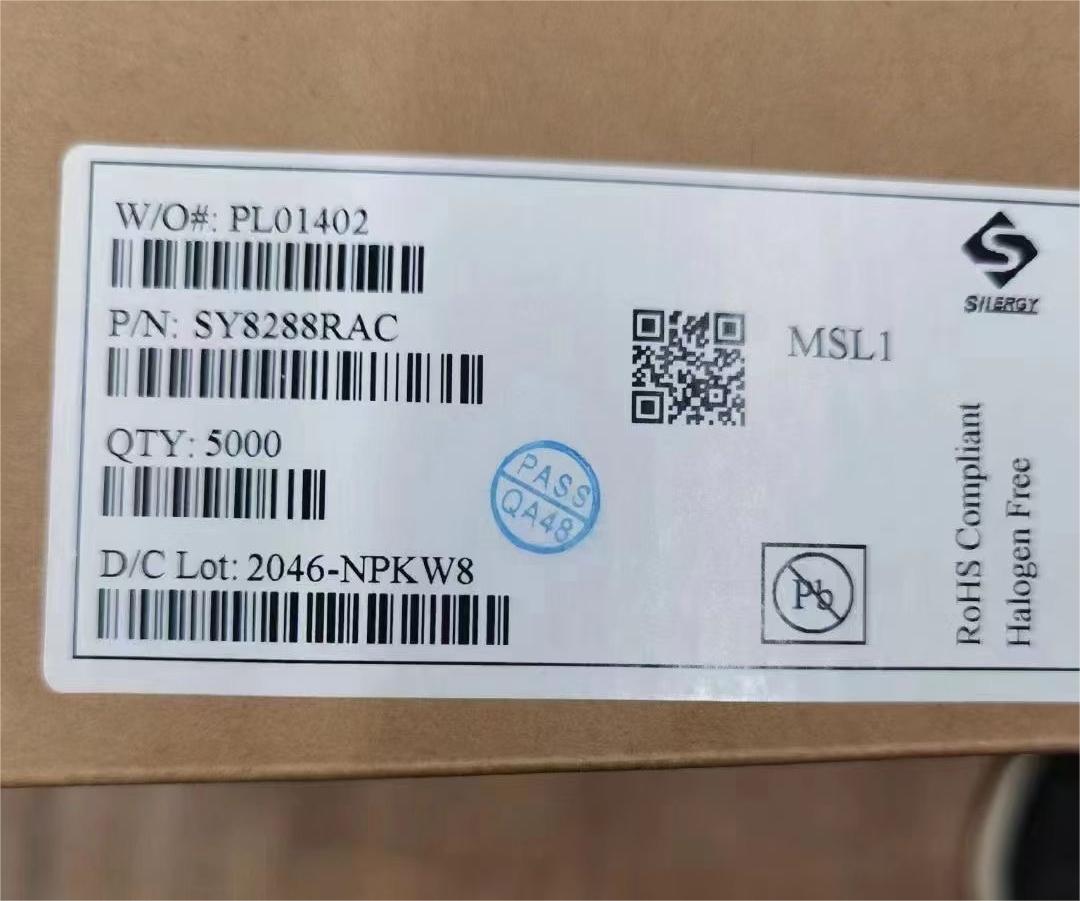 W/O#: PL01402
P/N: SY8288RAC
QTY: 5000
D/C Lot: 2046-NPKW8
PASS
QA48
MSL1
Pb
SILERGY
RoHS Compliant
Halogen Free